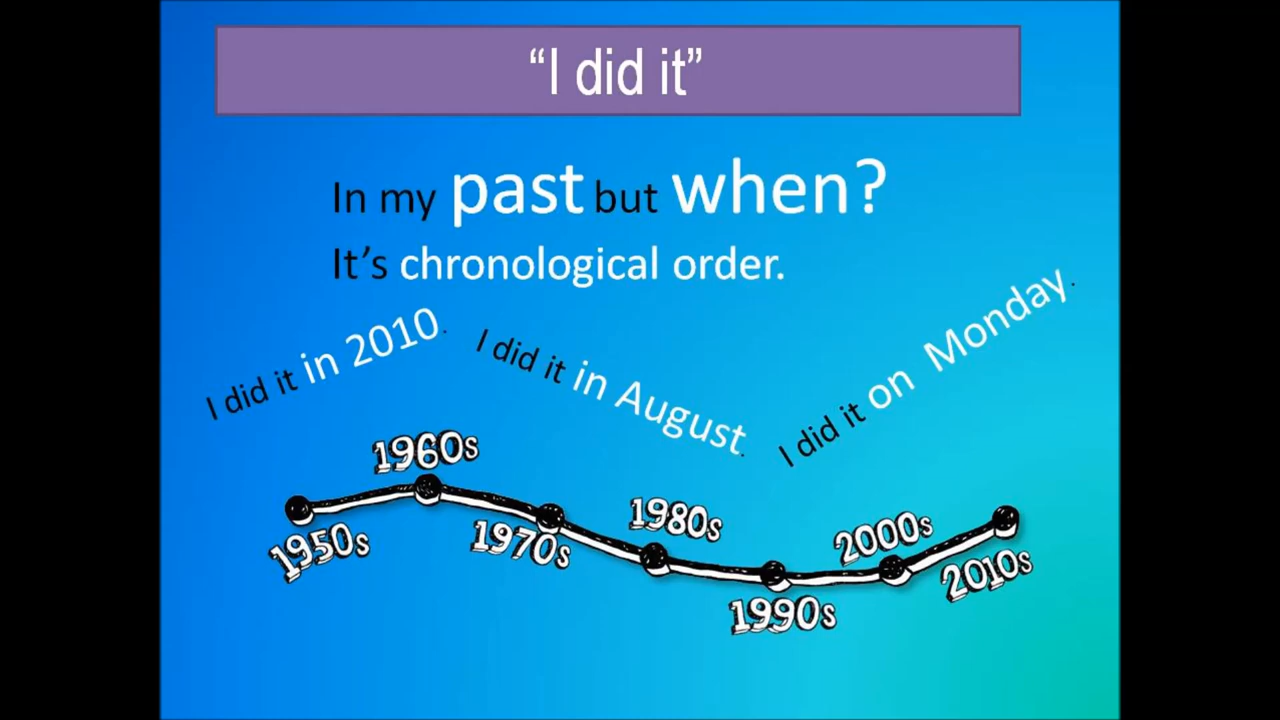 “I did it”
In my past but when?
It’s chronological order.
I did it in 2010.
I did it in August.
I did it on Monday.
1950s
1960s
1970s
1980s
1990s
2000s
2010s